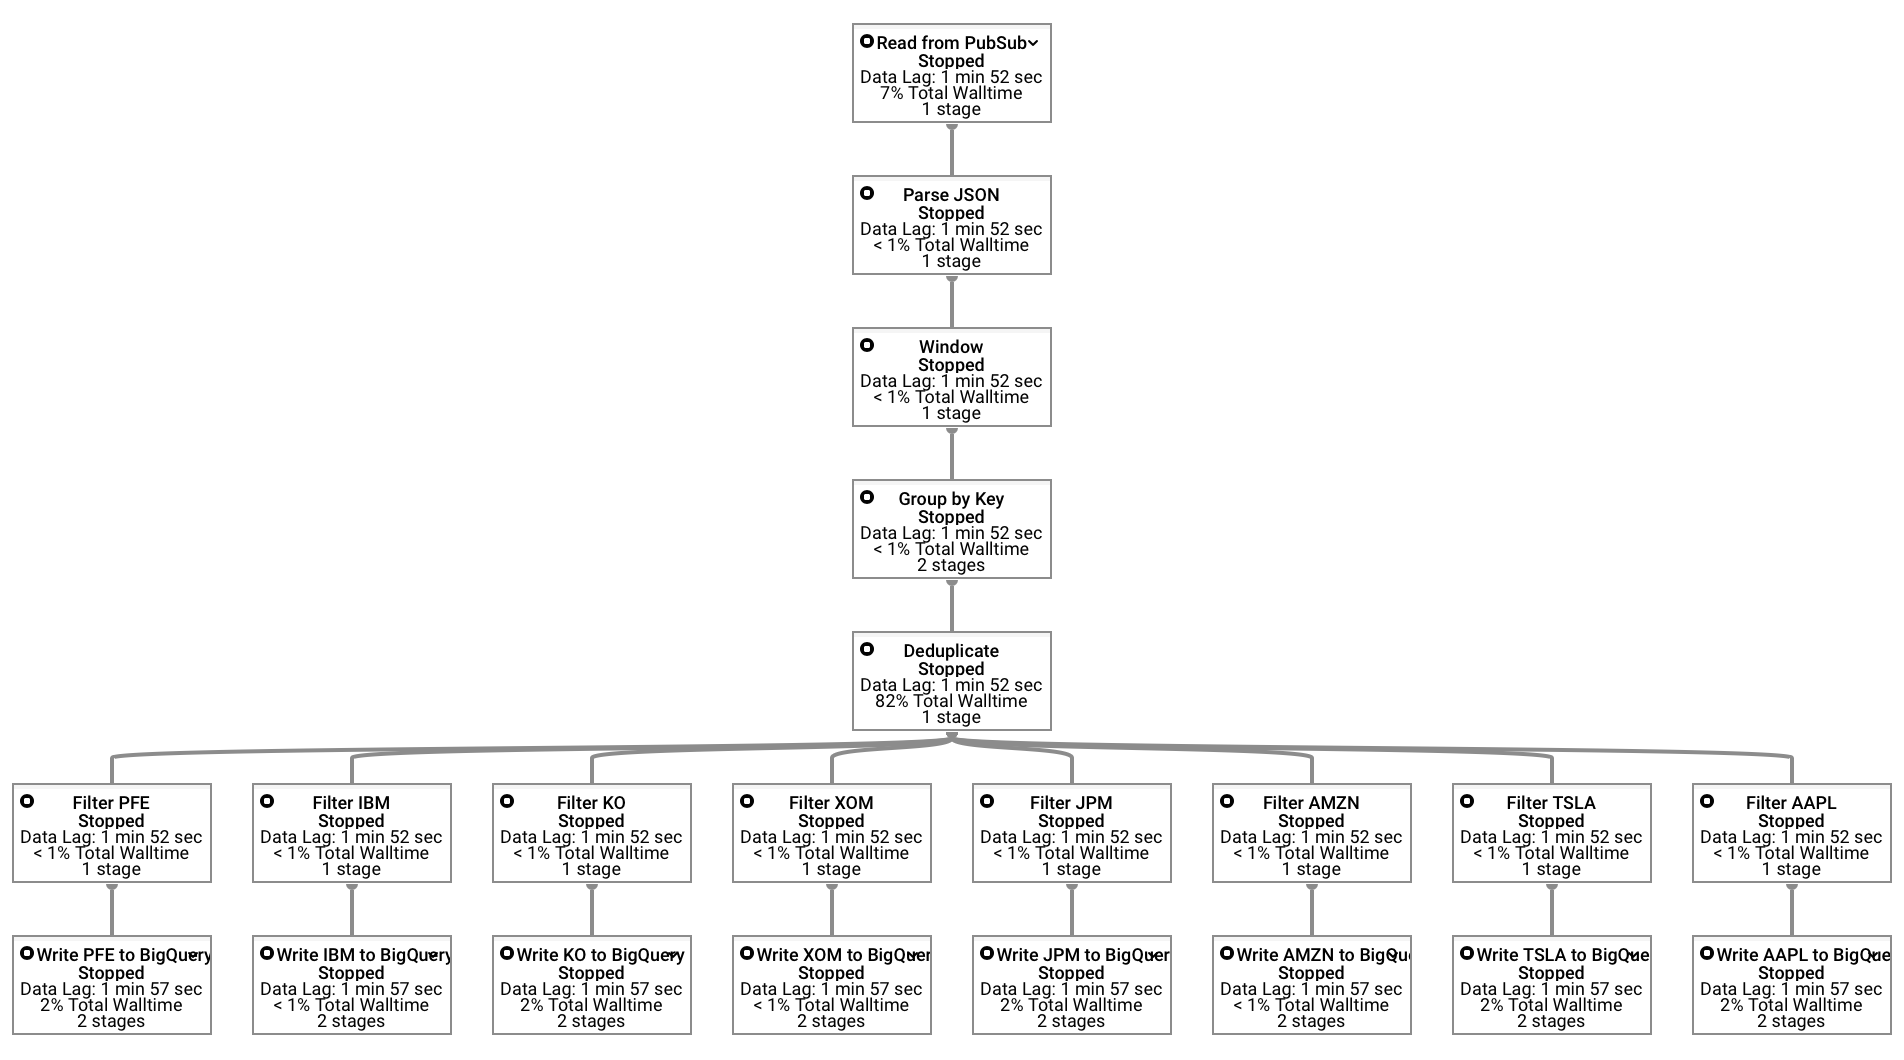 Read from PubSub
Stopped
Data Lag: 1 min 52 sec
7% Total Walltime
1 stage
Parse JSON
Stopped
Data Lag: 1 min 52 sec
< 1% Total Walltime
1 stage
Window
Stopped
Data Lag: 1 min 52 sec
< 1% Total Walltime
1 stage
Group by Key
Stopped
Data Lag: 1 min 52 sec
< 1% Total Walltime
2 stages
Deduplicate
Stopped
Data Lag: 1 min 52 sec
82% Total Walltime
1 stage
Filter PFE
Stopped
Data Lag: 1 min 52 sec
< 1% Total Walltime
1 stage
Filter IBM
Stopped
Data Lag: 1 min 52 sec
< 1% Total Walltime
1 stage
Filter KO
Stopped
Data Lag: 1 min 52 sec
< 1% Total Walltime
1 stage
Filter XOM
Stopped
Data Lag: 1 min 52 sec
< 1% Total Walltime
1 stage
Filter JPM
Stopped
Data Lag: 1 min 52 sec
< 1% Total Walltime
1 stage
Filter AMZN
Stopped
Data Lag: 1 min 52 sec
< 1% Total Walltime
1 stage
Filter TSLA
Stopped
Data Lag: 1 min 52 sec
< 1% Total Walltime
1 stage
Filter AAPL
Stopped
Data Lag: 1 min 52 sec
< 1% Total Walltime
1 stage
Write PFE to BigQuery
Stopped
Data Lag: 1 min 57 sec
2% Total Walltime
2 stages
Write IBM to BigQuery
Stopped
Data Lag: 1 min 57 sec
< 1% Total Walltime
2 stages
Write KO to BigQuery
Stopped
Data Lag: 1 min 57 sec
2% Total Walltime
2 stages
Write XOM to BigQuer
Stopped
Data Lag: 1 min 57 sec
< 1% Total Walltime
2 stages
Write JPM to BigQuer
Stopped
Data Lag: 1 min 57 sec
2% Total Walltime
2 stages
Write AMZN to BigQue
Stopped
Data Lag: 1 min 57 sec
< 1% Total Walltime
2 stages
Write TSLA to BigQue
Stopped
Data Lag: 1 min 57 sec
2% Total Walltime
2 stages
Write AAPL to BigQue
Stopped
Data Lag: 1 min 57 sec
2% Total Walltime
2 stages